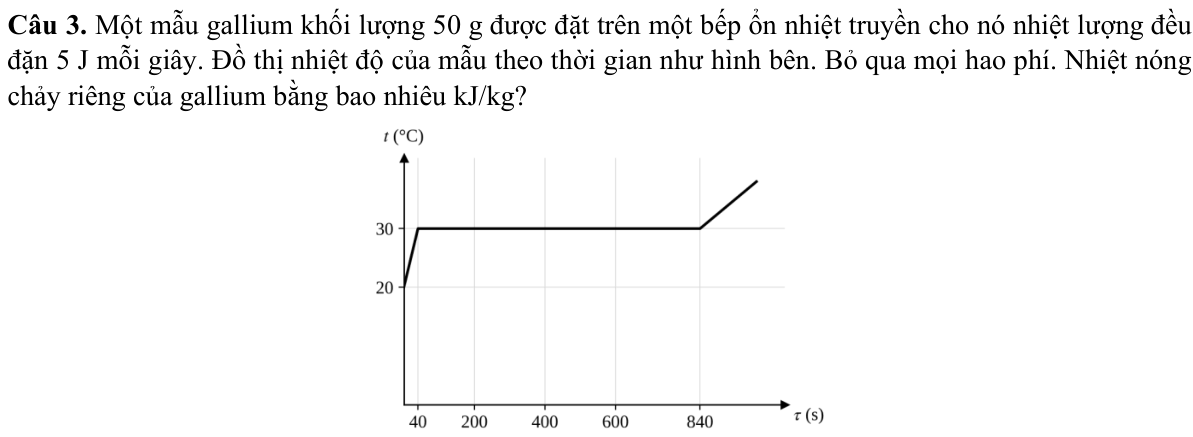 Câu 3. Một mẫu gallium khối lượng 50 g được đặt trên một bếp ổn nhiệt truyền cho nó nhiệt lượng đều
đặn 5 J mỗi giây. Đồ thị nhiệt độ của mẫu theo thời gian như hình bên. Bỏ qua mọi hao phí. Nhiệt nóng
chảy riêng của gallium bằng bao nhiêu kJ/kg?
t (°C)
30
20
40 200 400 600 840 τ (s)